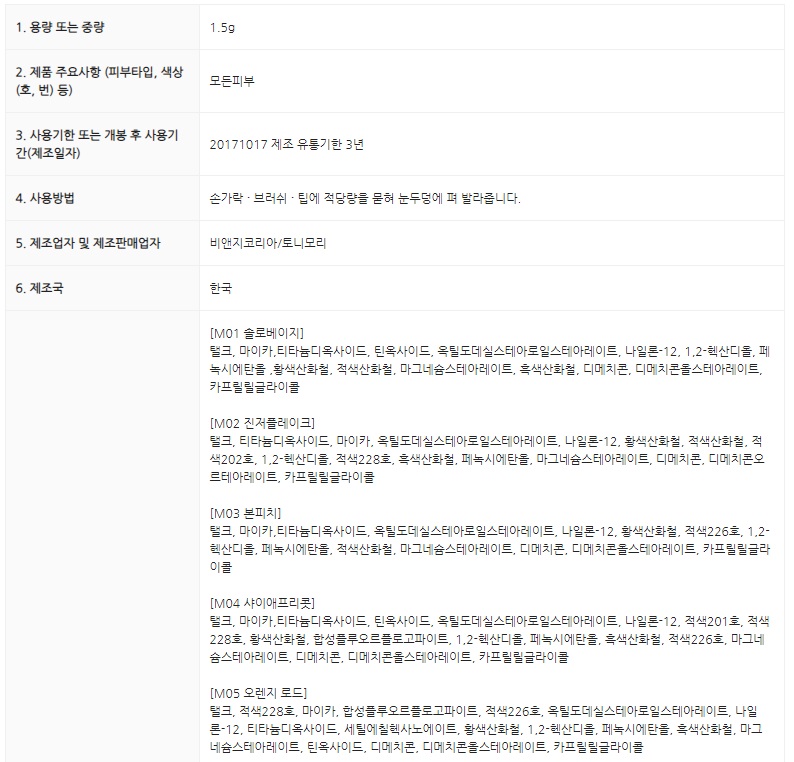 1. 용량 또는 중량
1.5g
2. 제품 주요사항 (피부타입, 색상
(호, 번) 등)
모든피부
3. 사용기한 또는 개봉 후 사용기
간(제조일자)
20171017 제조 유통기한 3년
4. 사용방법
손가락 · 브러쉬 · 팁에 적당량을 묻혀 눈두덩에 펴 발라줍니다.
5. 제조업자 및 제조판매업자
비앤지코리아/토니모리
6. 제조국
한국
[M01 솔로베이지]
탤크, 마이카,티타늄디옥사이드, 틴옥사이드, 옥틸도데실스테아로일스테아레이트, 나일론-12, 1,2-헥산디올, 페
녹시에탄올 ,황색산화철, 적색산화철, 마그네슘스테아레이트, 흑색산화철, 디메치콘, 디메치콘올스테아레이트,
카프릴릴글라이콜
[M02 진저플레이크]
탤크, 티타늄디옥사이드, 마이카, 옥틸도데실스테아로일스테아레이트, 나일론-12, 황색산화철, 적색산화철, 적
색202호, 1,2-헥산디올, 적색228호, 흑색산화철, 페녹시에탄올, 마그네슘스테아레이트, 디메치콘, 디메치콘오
르테아레이트, 카프릴릴글라이콜
[M03 본피치]
탤크, 마이카,티타늄디옥사이드, 옥틸도데실스테아로일스테아레이트, 나일론-12, 황색산화철, 적색226호, 1,2-
헥산디올, 페녹시에탄올, 적색산화철, 마그네슘스테아레이트, 디메치콘, 디메치콘올스테아레이트, 카프릴릴글라
이콜
[M04 샤이애프리콧]
탤크, 마이카,티타늄디옥사이드, 틴옥사이드, 옥틸도데실스테아로일스테아레이트, 나일론-12, 적색201호, 적색
228호, 황색산화철, 합성플루오르플로고파이트, 1,2-헥산디올, 페녹시에탄올, 흑색산화철, 적색226호, 마그네
슘스테아레이트, 디메치콘, 디메치콘올스테아레이트, 카프릴릴글라이콜
[M05 오렌지 로드]
탤크, 적색228호, 마이카, 합성플루오르플로고파이트, 적색226호, 옥틸도데실스테아로일스테아레이트, 나일
론-12, 티타늄디옥사이드, 세틸에칠헥사노에이트, 황색산화철, 1,2-헥산디올, 페녹시에탄올, 흑색산화철, 마그
네슘스테아레이트, 틴옥사이드, 디메치콘, 디메치콘올스테아레이트, 카프릴릴글라이콜